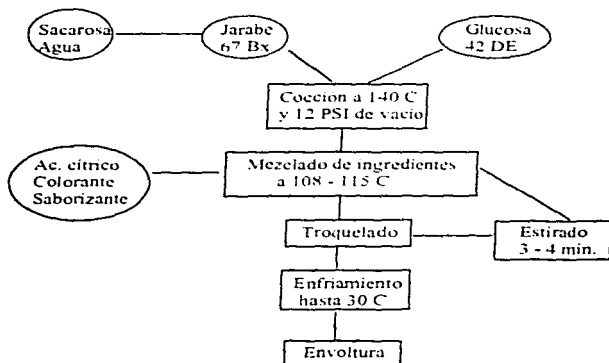 Sacarosa
Agua
Jarabe
67 Bx
Glucosa
42 DE
Coccion a 140 C
y 12 PSI de vacio
Ac. cítrico
Colorante
Saborizante
Mezclado de ingredientes
a 108 - 115 C
Troquelado
Estirado
3 - 4 min.
Enfriamiento
hasta 30 C
Envoltura